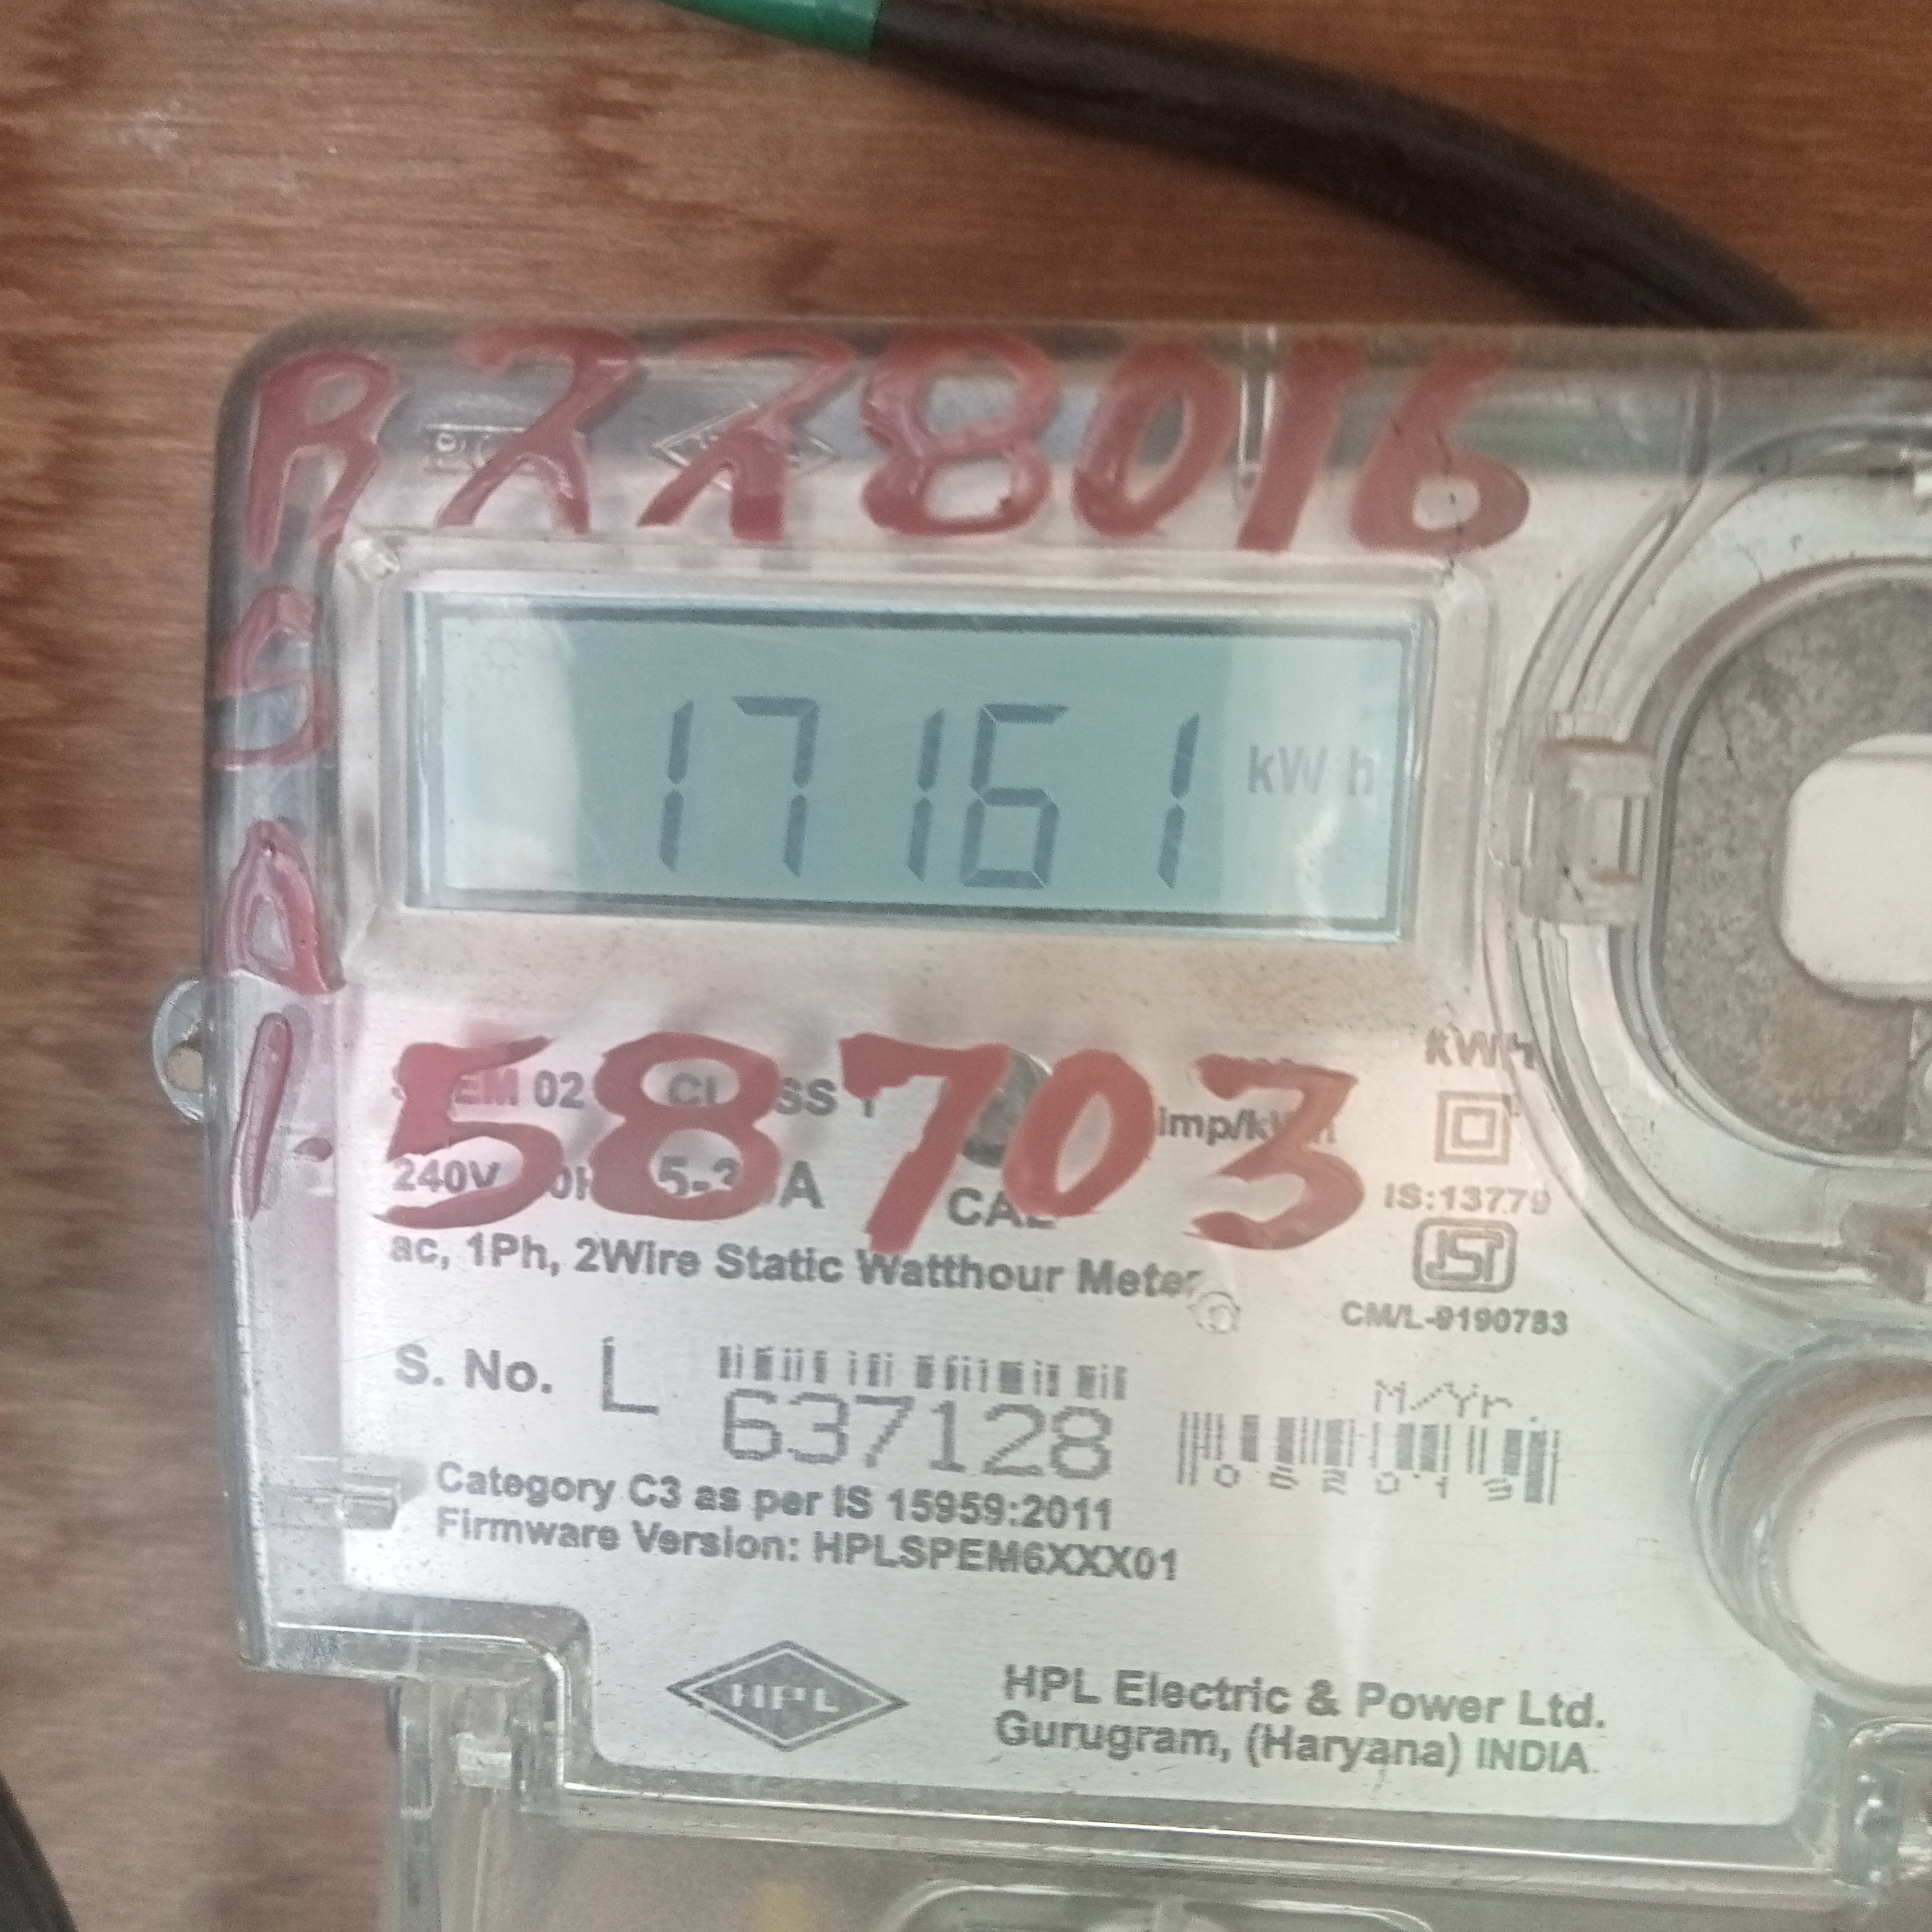 R228016
17161 kWh
58703
kWh
imp/kWh
240V
IS:13779
CAL
ac, 1Ph, 2Wire Static Watthour Meter
CM/L-9190783
S. No. L 637128
M/Yr.
Category C3 as per IS 15959:2011
Firmware Version: HPLSPEM6XXX01
HPL
HPL Electric & Power Ltd.
Gurugram, (Haryana) INDIA.